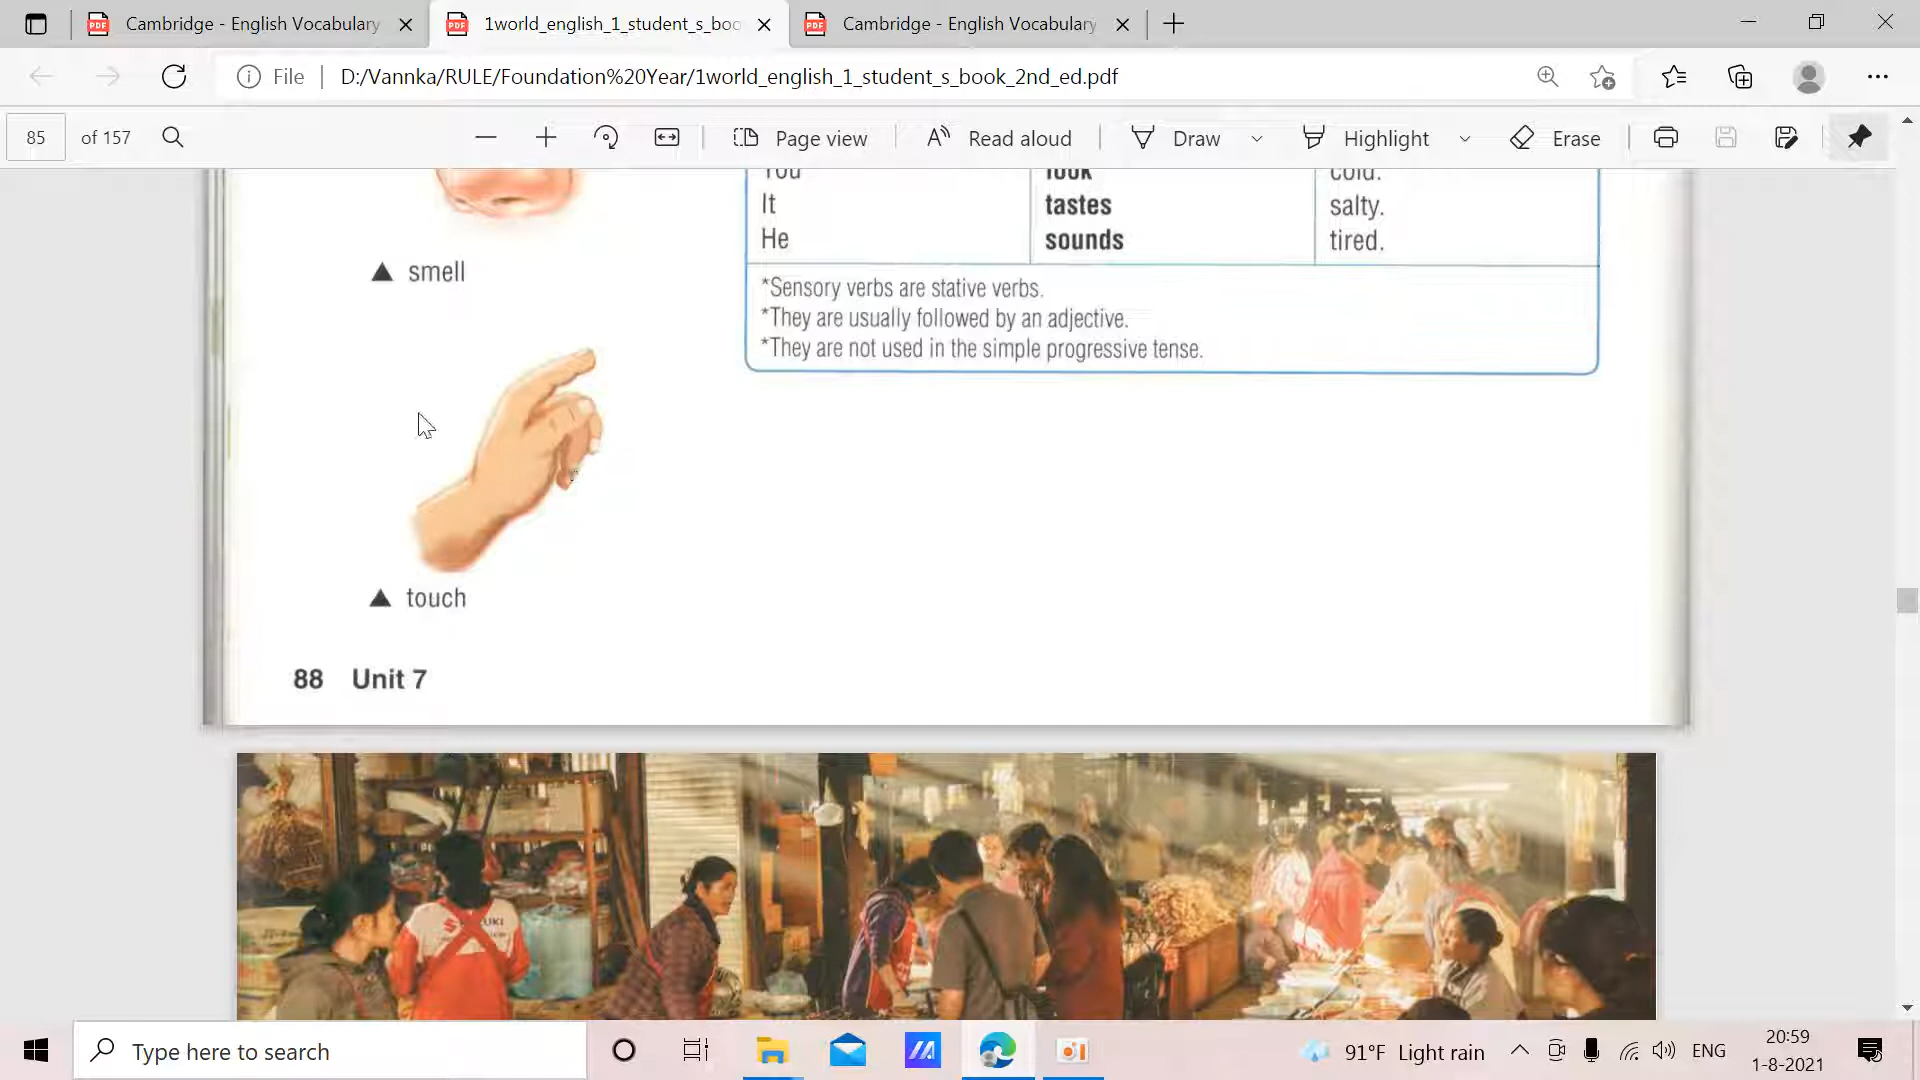 Cambridge - English Vocabulary
1world_english_1_student_s_boo
Cambridge - English Vocabulary
File
D:/Vannka/RULE/Foundation%20Year/1world_english_1_student_s_book_2nd_ed.pdf
85 of 157
Page view
Read aloud
Draw
Highlight
Erase
You look cold.
It tastes salty.
He sounds tired.
*Sensory verbs are stative verbs.
*They are usually followed by an adjective.
*They are not used in the simple progressive tense.
▲ smell
▲ touch
88 Unit 7
Type here to search
91°F Light rain
ENG
20:59
1-8-2021